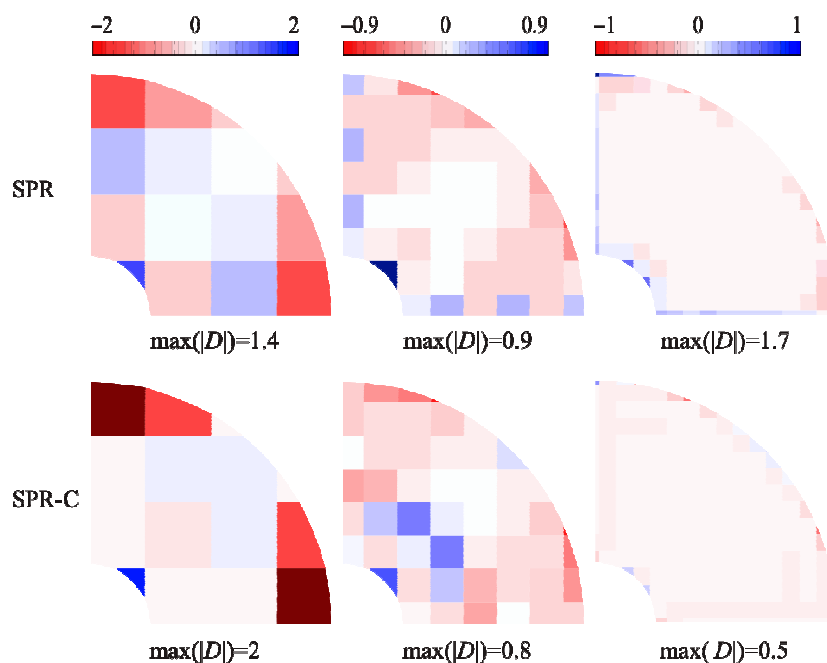 −2 0 2 −0.9 0 0.9 −1 0 1
SPR
max(|D|)=1.4 max(|D|)=0.9 max(|D|)=1.7
SPR-C
max(|D|)=2 max(|D|)=0.8 max( D|)=0.5